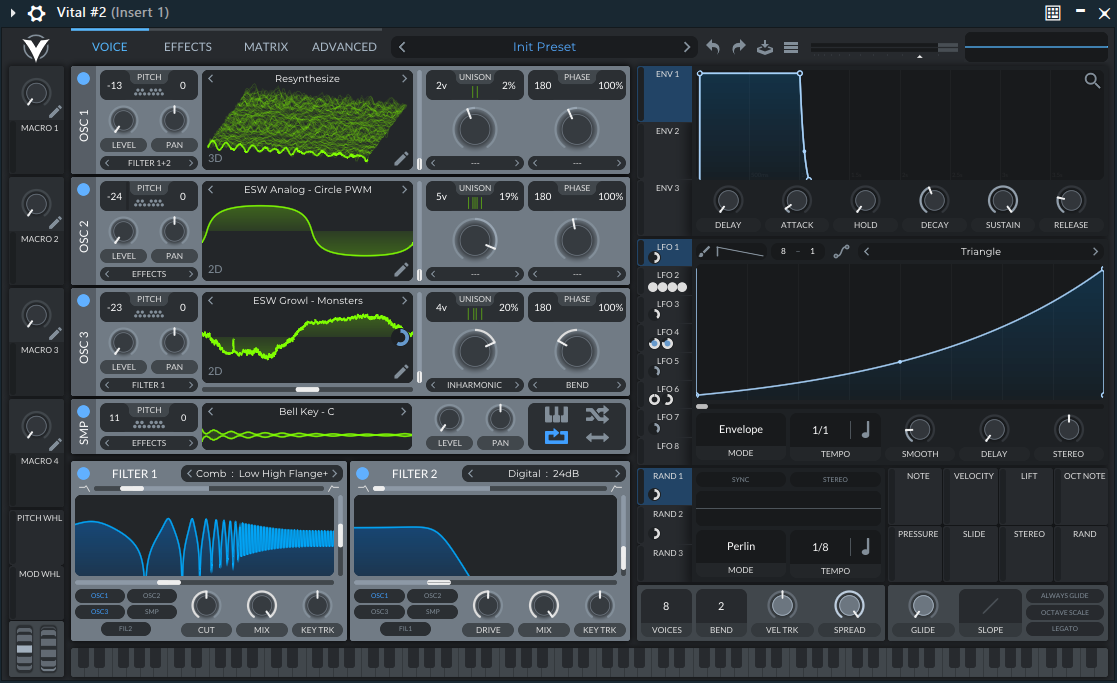 Vital #2 (Insert 1)
VOICE EFFECTS MATRIX ADVANCED Init Preset
MACRO 1
MACRO 2
MACRO 3
MACRO 4
PITCH WHL
MOD WHL
OSC 1
-13 PITCH 0
LEVEL PAN
FILTER 1+2
Resynthesize
3D
2v UNISON 2%
---
180 PHASE 100%
---
OSC 2
-24 PITCH 0
LEVEL PAN
EFFECTS
ESW Analog - Circle PWM
2D
5v UNISON 19%
---
180 PHASE 100%
---
OSC 3
-23 PITCH 0
LEVEL PAN
FILTER 1
ESW Growl - Monsters
2D
4v UNISON 20%
INHARMONIC
180 PHASE 100%
BEND
SMP
11 PITCH 0
EFFECTS
Bell Key - C
LEVEL PAN
FILTER 1 Comb : Low High Flange+
OSC1 OSC2
OSC3 SMP
FIL2
CUT MIX KEY TRK
FILTER 2 Digital : 24dB
OSC1 OSC2
OSC3 SMP
FIL1
DRIVE MIX KEY TRK
ENV 1
ENV 2
ENV 3
DELAY ATTACK HOLD DECAY SUSTAIN RELEASE
LFO 1
LFO 2
LFO 3
LFO 4
LFO 5
LFO 6
LFO 7
LFO 8
8 - 1 Triangle
Envelope
MODE
1/1
TEMPO
SMOOTH DELAY STEREO
RAND 1
RAND 2
RAND 3
SYNC STEREO
Perlin
MODE
1/8
TEMPO
NOTE VELOCITY LIFT OCT NOTE
PRESSURE SLIDE STEREO RAND
8
VOICES
2
BEND
VEL TRK SPREAD
GLIDE SLOPE
ALWAYS GLIDE
OCTAVE SCALE
LEGATO